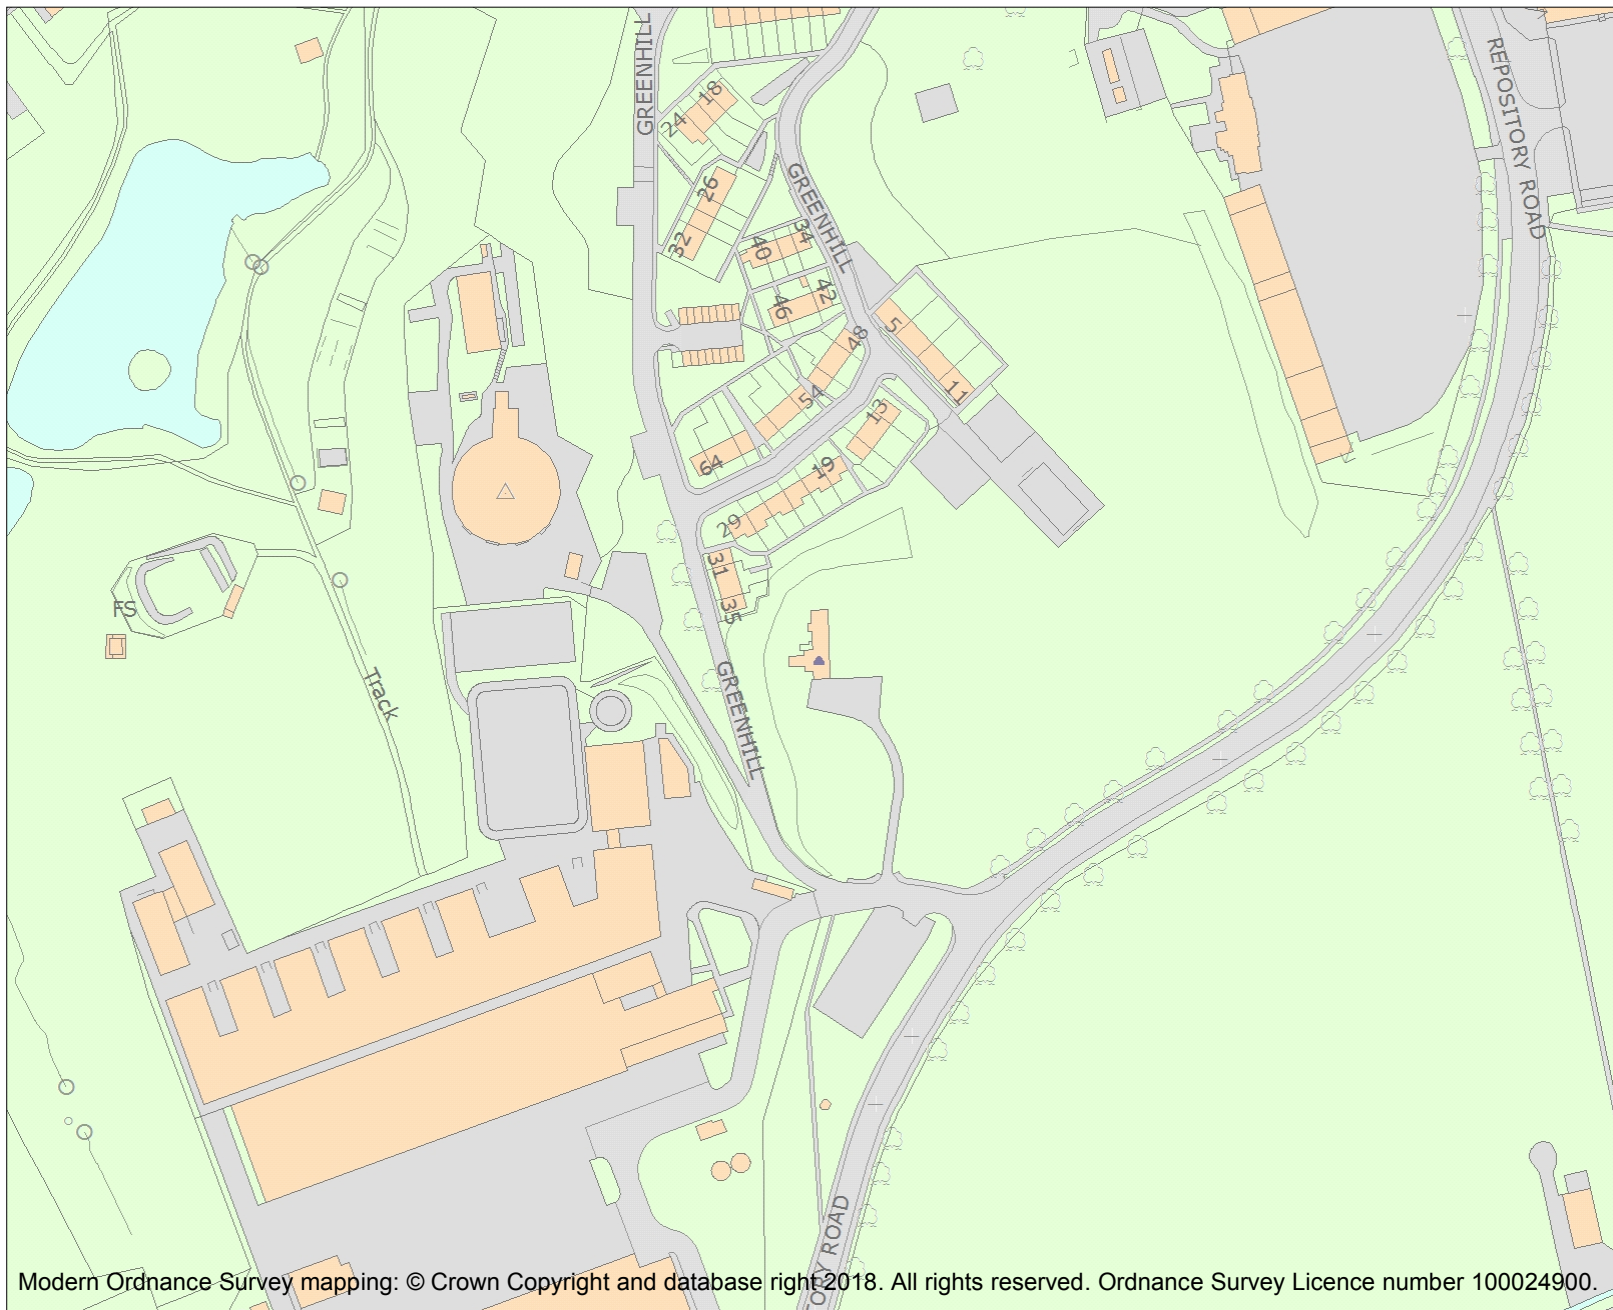 GREENHILL
REPOSITORY ROAD
18
24
GREENHILL
26
32
34
40
42
46
48
5
11
54
13
64
19
29
31
35
FS
Track
GREENHILL
TORY ROAD
Modern Ordnance Survey mapping: © Crown Copyright and database right 2018. All rights reserved. Ordnance Survey Licence number 100024900.